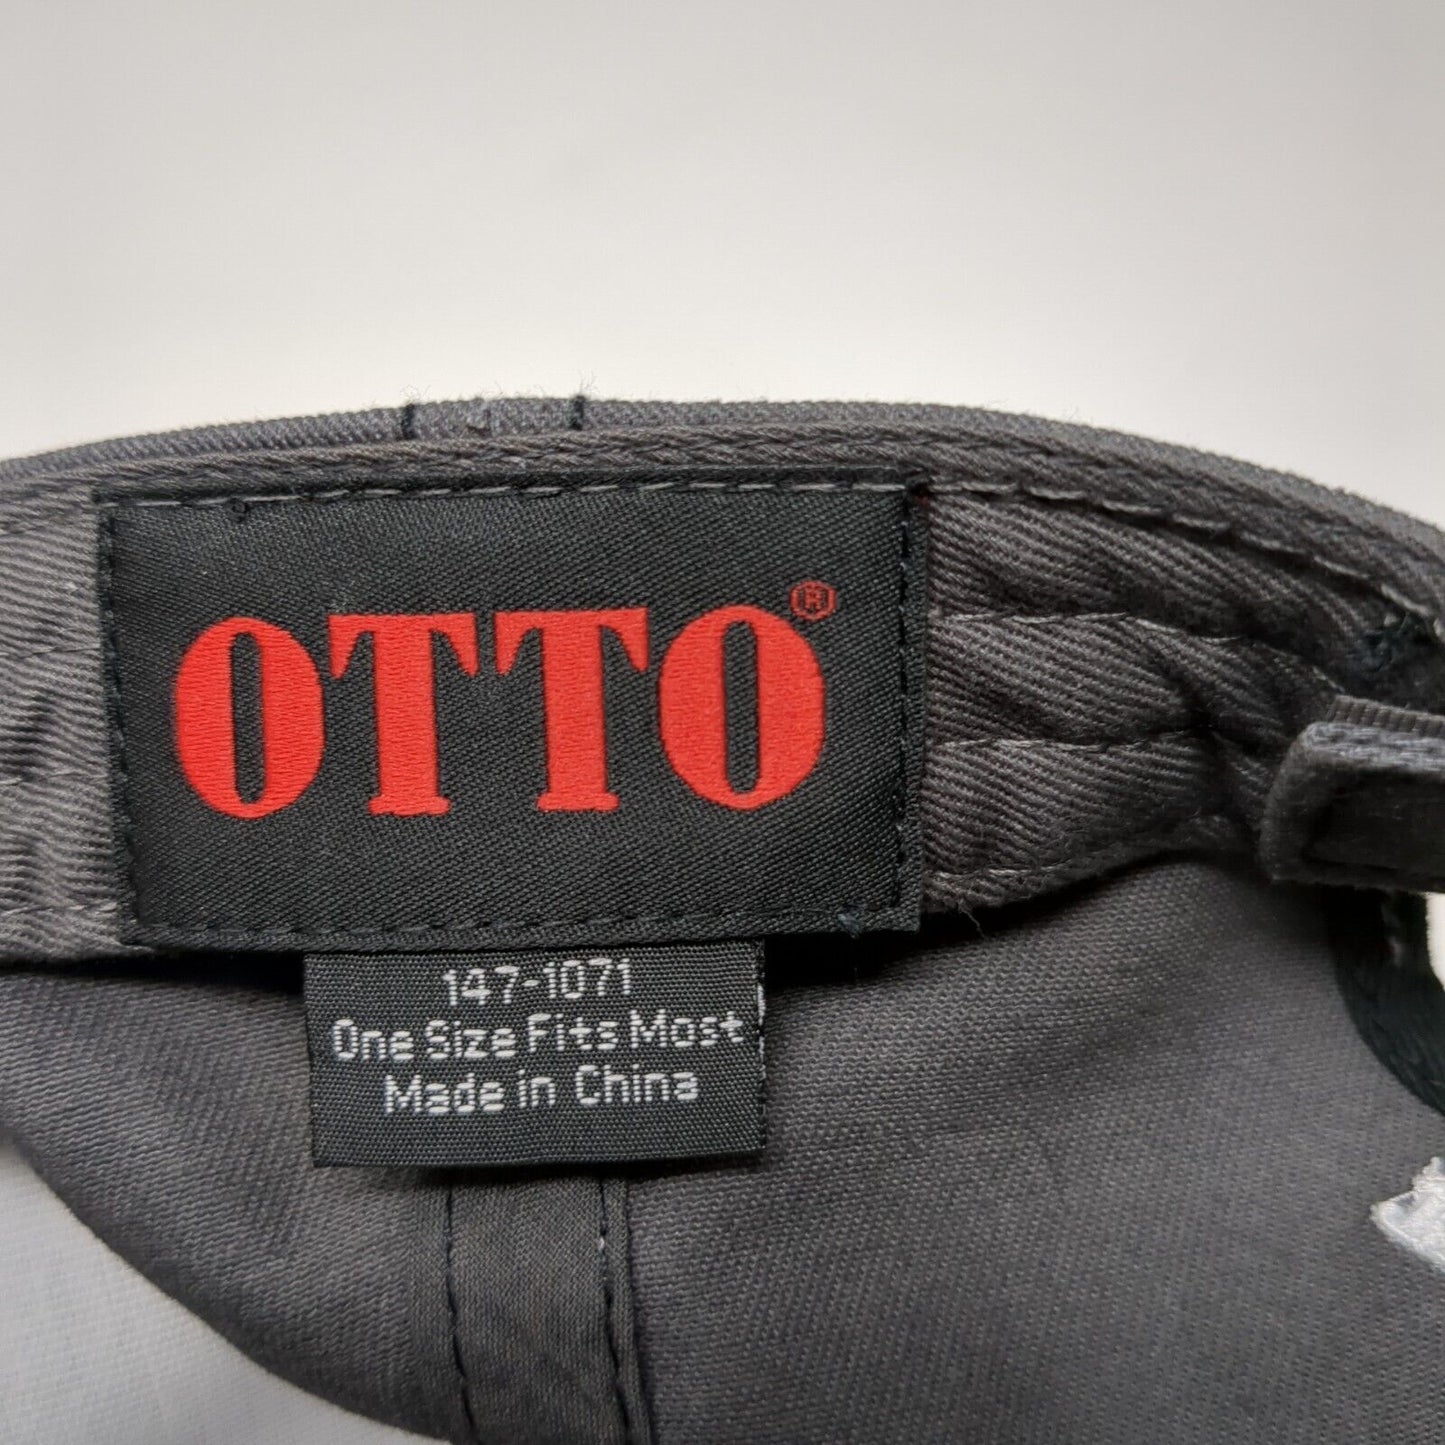 OTTO®
147-1071
One Size Fits Most
Made in China